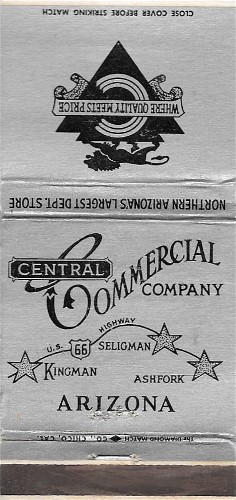 CLOSE COVER BEFORE STRIKING MATCH
WHERE QUALITY MEETS PRICE
NORTHERN ARIZONA'S LARGEST DEPT. STORE
CENTRAL
COMMERCIAL
COMPANY
U.S. 66 HIGHWAY
SELIGMAN
KINGMAN
ASHFORK
ARIZONA
THE DIAMOND MATCH CO., CHICO, CAL.